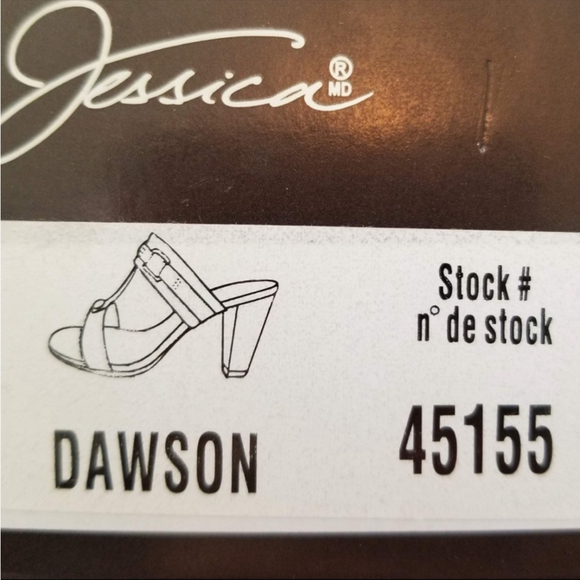 Jessica ® MD
Stock #
n° de stock
DAWSON 45155